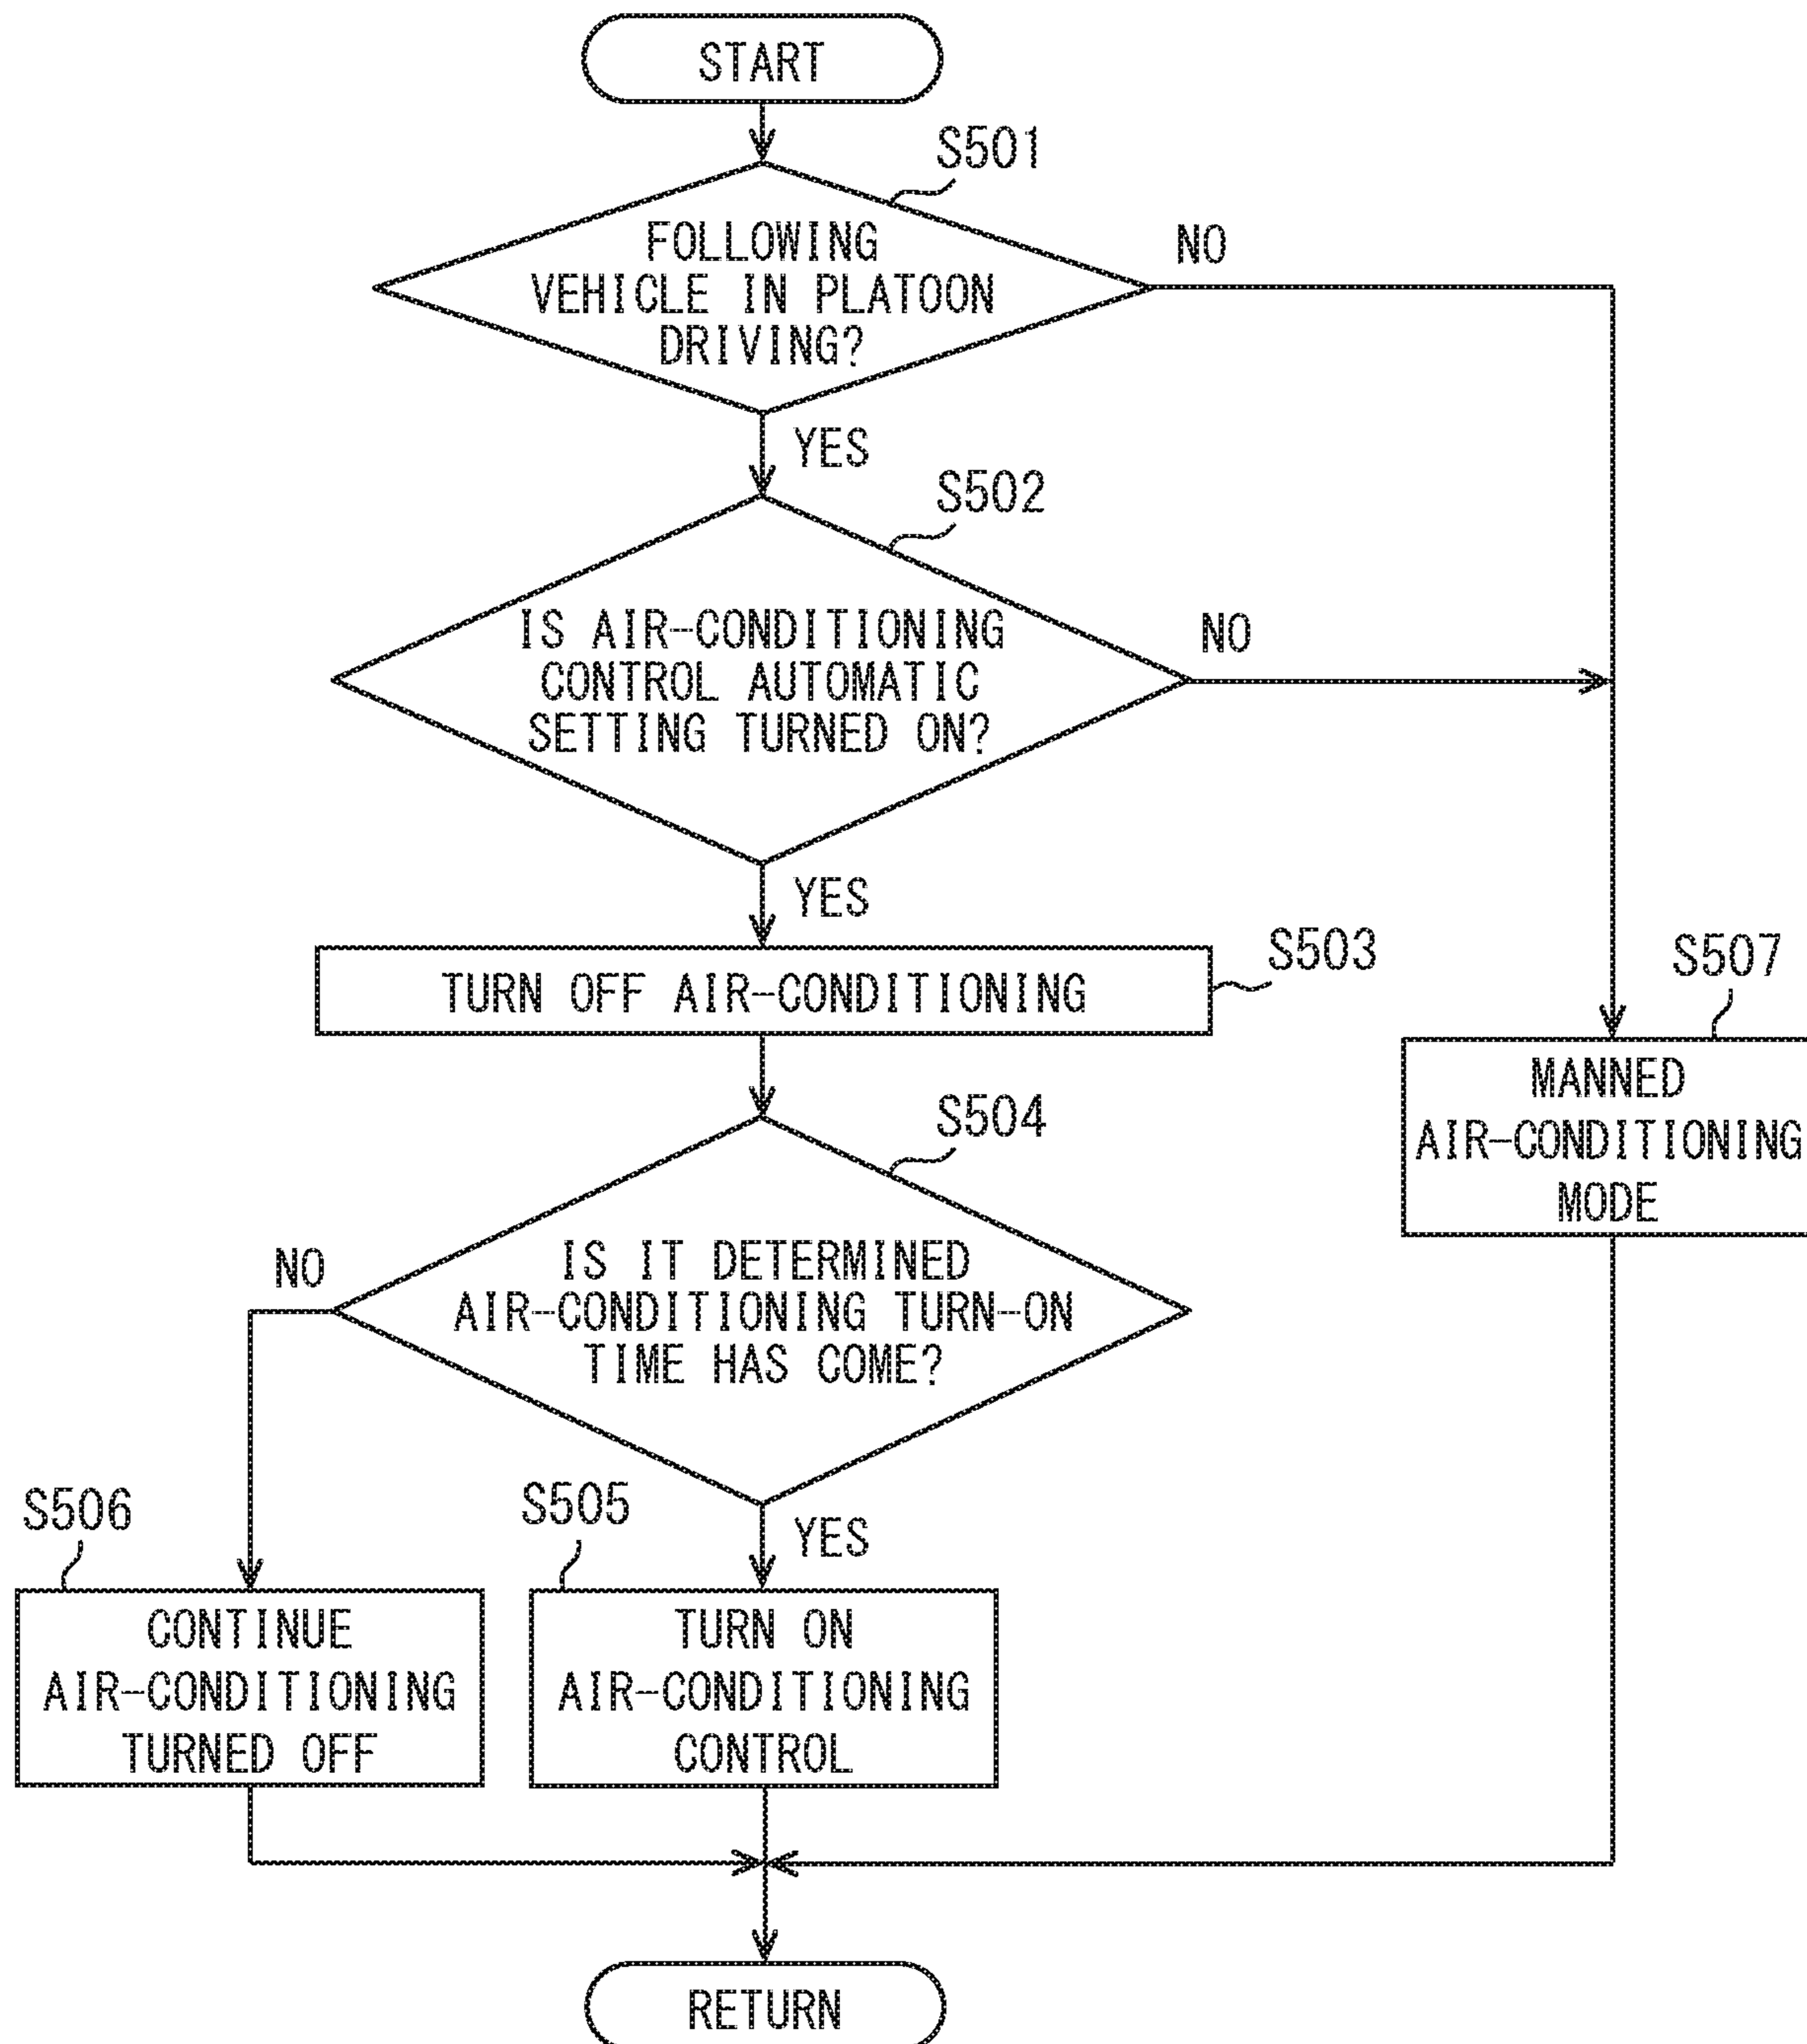 START
S501
FOLLOWING
VEHICLE IN PLATOON
DRIVING?
NO
YES
S502
IS AIR-CONDITIONING
CONTROL AUTOMATIC
SETTING TURNED ON?
NO
YES
S503
TURN OFF AIR-CONDITIONING
S507
MANNED
AIR-CONDITIONING
MODE
S504
IS IT DETERMINED
AIR-CONDITIONING TURN-ON
TIME HAS COME?
NO
YES
S506
CONTINUE
AIR-CONDITIONING
TURNED OFF
S505
TURN ON
AIR-CONDITIONING
CONTROL
RETURN